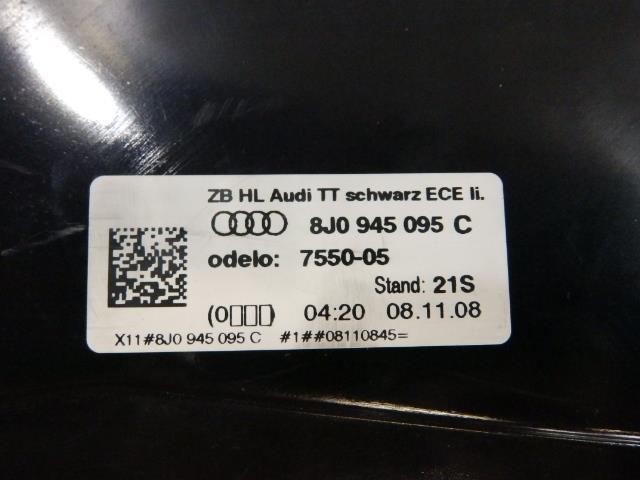 ZB HL Audi TT schwarz ECE li.
8J0 945 095 C
odelo: 7550-05
Stand: 21S
(0▯▯▯) 04:20 08.11.08
X11#8J0 945 095 C #1##08110845=